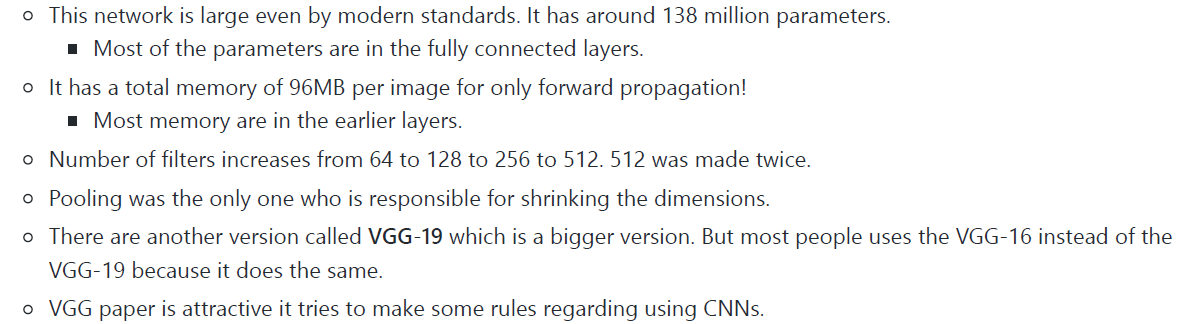 This network is large even by modern standards. It has around 138 million parameters.
Most of the parameters are in the fully connected layers.
It has a total memory of 96MB per image for only forward propagation!
Most memory are in the earlier layers.
Number of filters increases from 64 to 128 to 256 to 512. 512 was made twice.
Pooling was the only one who is responsible for shrinking the dimensions.
There are another version called VGG-19 which is a bigger version. But most people uses the VGG-16 instead of the
VGG-19 because it does the same.
VGG paper is attractive it tries to make some rules regarding using CNNs.